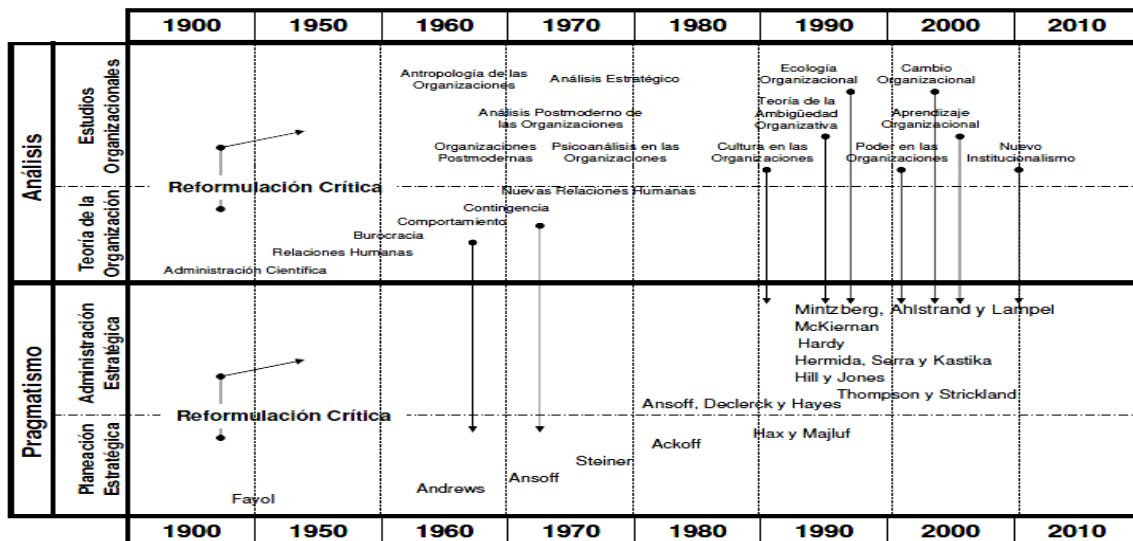 1900 1950 1960 1970 1980 1990 2000 2010
Análisis
Estudios
Organizacionales
Antropología de las
Organizaciones
Análisis Estratégico
Ecología
Organizacional
Cambio
Organizacional
Análisis Postmoderno de
las Organizaciones
Teoría de la
Ambigüedad
Organizativa
Aprendizaje
Organizacional
Organizaciones
Postmodernas
Psicoanálisis en las
Organizaciones
Cultura en las
Organizaciones
Poder en las
Organizaciones
Nuevo
Institucionalismo
Reformulación Crítica
Teoría de la
Organización
Nuevas Relaciones Humanas
Contingencia
Comportamiento
Burocracia
Relaciones Humanas
Administración Científica
Pragmatismo
Administración
Estratégica
Mintzberg, Ahlstrand y Lampel
McKiernan
Hardy
Hermida, Serra y Kastika
Hill y Jones
Thompson y Strickland
Ansoff, Declerck y Hayes
Reformulación Crítica
Planeación
Estratégica
Hax y Majluf
Ackoff
Steiner
Ansoff
Andrews
Fayol
1900 1950 1960 1970 1980 1990 2000 2010